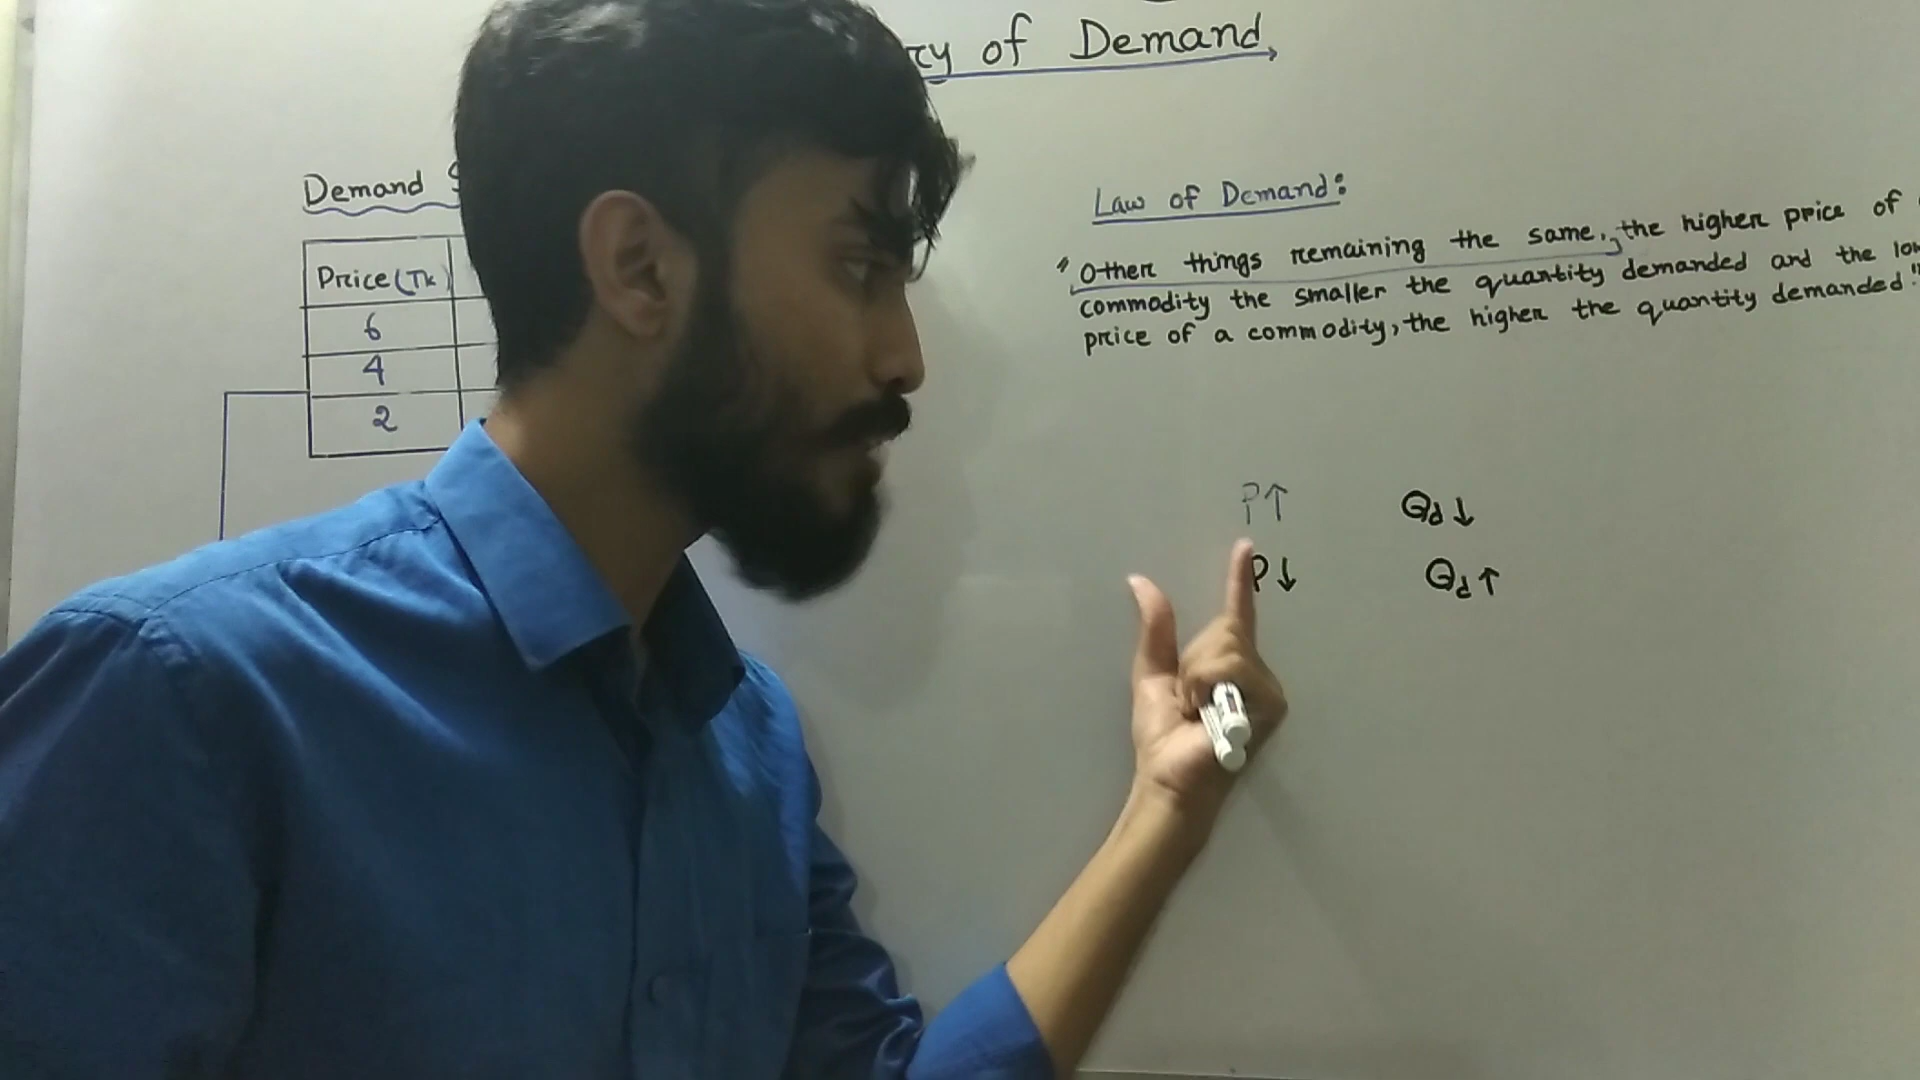 of Demand
Demand
Price(Tk)
6
4
2
Law of Demand:
"Other things remaining the same, the higher price of
commodity the smaller the quantity demanded and the
price of a commodity, the higher the quantity demanded."
P↑ Qd↓
P↓ Qd↑